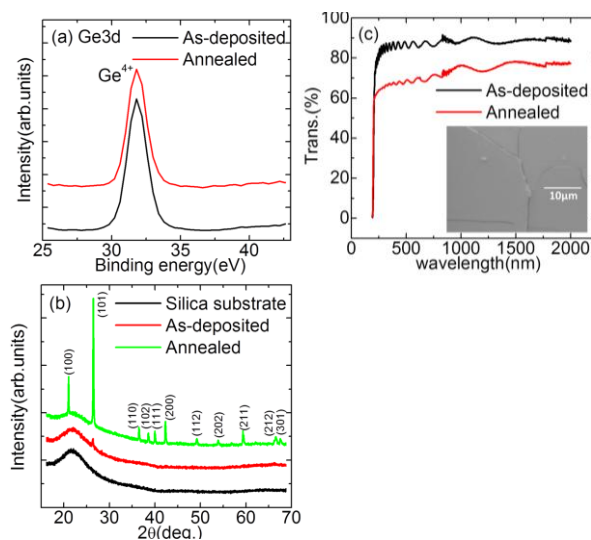 (a) Ge3d
As-deposited
Annealed
Ge4+
Intensity(arb.units)
25 30 35 40
Binding energy(eV)
(b)
Silica substrate
As-deposited
Annealed
(100)
(101)
(110)
(102)
(111)
(200)
(112)
(202)
(211)
(212)
(301)
Intensity(arb.units)
20 30 40 50 60 70
2θ(deg.)
(c)
As-deposited
Annealed
Trans.(%)
100
80
60
40
20
0
10μm
0 500 1000 1500 2000
wavelength(nm)